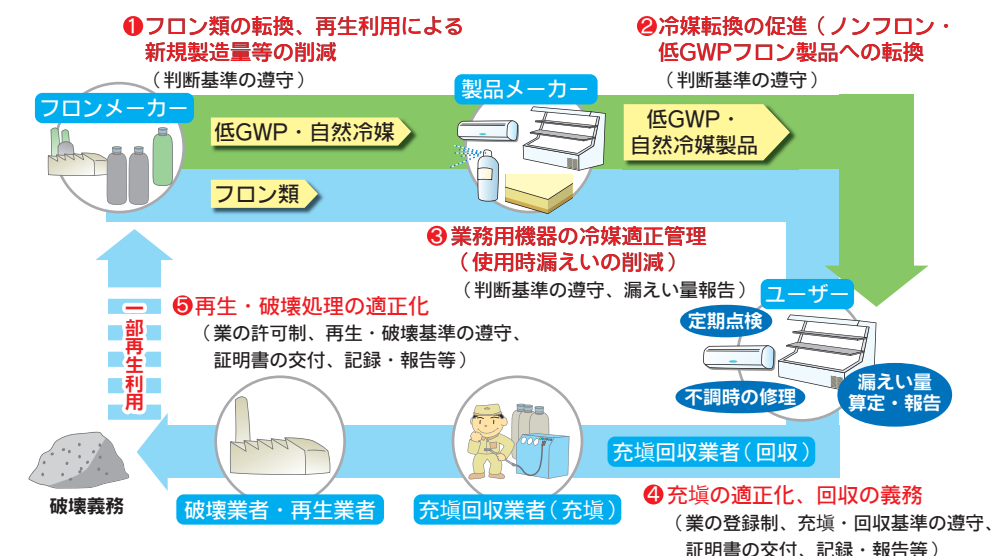 ❶フロン類の転換、再生利用による
新規製造量等の削減
（判断基準の遵守）
❷冷媒転換の促進（ノンフロン・
低GWPフロン製品への転換
（判断基準の遵守）
フロンメーカー
低GWP・自然冷媒
製品メーカー
低GWP・
自然冷媒製品
フロン類
❸業務用機器の冷媒適正管理
（使用時漏えいの削減）
（判断基準の遵守、漏えい量報告）
ユーザー
定期点検
不調時の修理
漏えい量
算定・報告
❺再生・破壊処理の適正化
（業の許可制、再生・破壊基準の遵守、
証明書の交付、記録・報告等）
一部再生利用
破壊義務
破壊業者・再生業者
充塡回収業者（充塡）
充塡回収業者（回収）
❹充塡の適正化、回収の義務
（業の登録制、充塡・回収基準の遵守、
証明書の交付、記録・報告等）